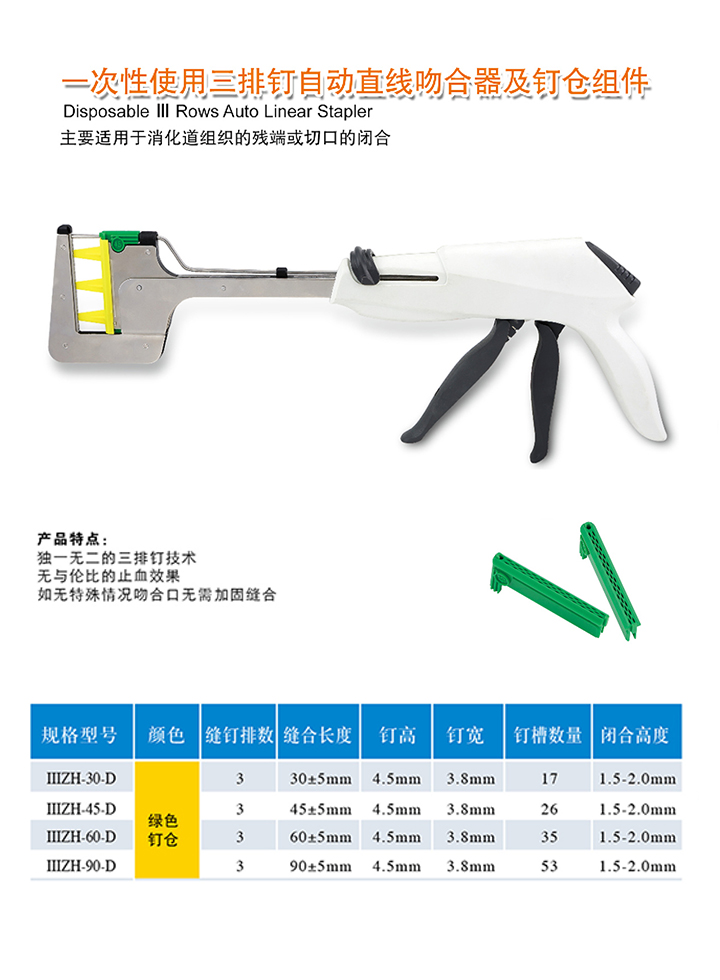 一次性使用三排钉自动直线吻合器及钉仓组件
Disposable Ⅲ Rows Auto Linear Stapler
主要适用于消化道组织的残端或切口的闭合
产品特点：
独一无二的三排钉技术
无与伦比的止血效果
如无特殊情况吻合口无需加固缝合
规格型号 颜色 缝钉排数 缝合长度 钉高 钉宽 钉槽数量 闭合高度
IIIZH-30-D 3 30±5mm 4.5mm 3.8mm 17 1.5-2.0mm
IIIZH-45-D 3 45±5mm 4.5mm 3.8mm 26 1.5-2.0mm
绿色
钉仓
IIIZH-60-D 3 60±5mm 4.5mm 3.8mm 35 1.5-2.0mm
IIIZH-90-D 3 90±5mm 4.5mm 3.8mm 53 1.5-2.0mm